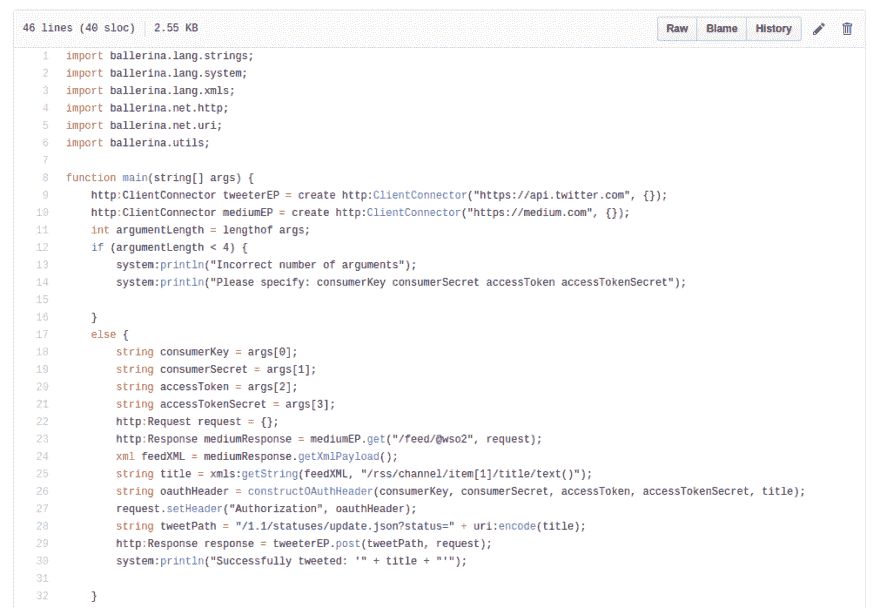 46 lines (40 sloc) 2.55 KB Raw Blame History
1 import ballerina.lang.strings;
2 import ballerina.lang.system;
3 import ballerina.lang.xmls;
4 import ballerina.net.http;
5 import ballerina.net.uri;
6 import ballerina.utils;
7
8 function main(string[] args) {
9 http:ClientConnector tweeterEP = create http:ClientConnector("https://api.twitter.com", {});
10 http:ClientConnector mediumEP = create http:ClientConnector("https://medium.com", {});
11 int argumentLength = lengthof args;
12 if (argumentLength < 4) {
13 system:println("Incorrect number of arguments");
14 system:println("Please specify: consumerKey consumerSecret accessToken accessTokenSecret");
15
16 }
17 else {
18 string consumerKey = args[0];
19 string consumerSecret = args[1];
20 string accessToken = args[2];
21 string accessTokenSecret = args[3];
22 http:Request request = {};
23 http:Response mediumResponse = mediumEP.get("/feed/@wso2", request);
24 xml feedXML = mediumResponse.getXmlPayload();
25 string title = xmls:getString(feedXML, "/rss/channel/item[1]/title/text()");
26 string oauthHeader = constructOAuthHeader(consumerKey, consumerSecret, accessToken, accessTokenSecret, title);
27 request.setHeader("Authorization", oauthHeader);
28 string tweetPath = "/1.1/statuses/update.json?status=" + uri:encode(title);
29 http:Response response = tweeterEP.post(tweetPath, request);
30 system:println("Successfully tweeted: '" + title + "'");
31
32 }